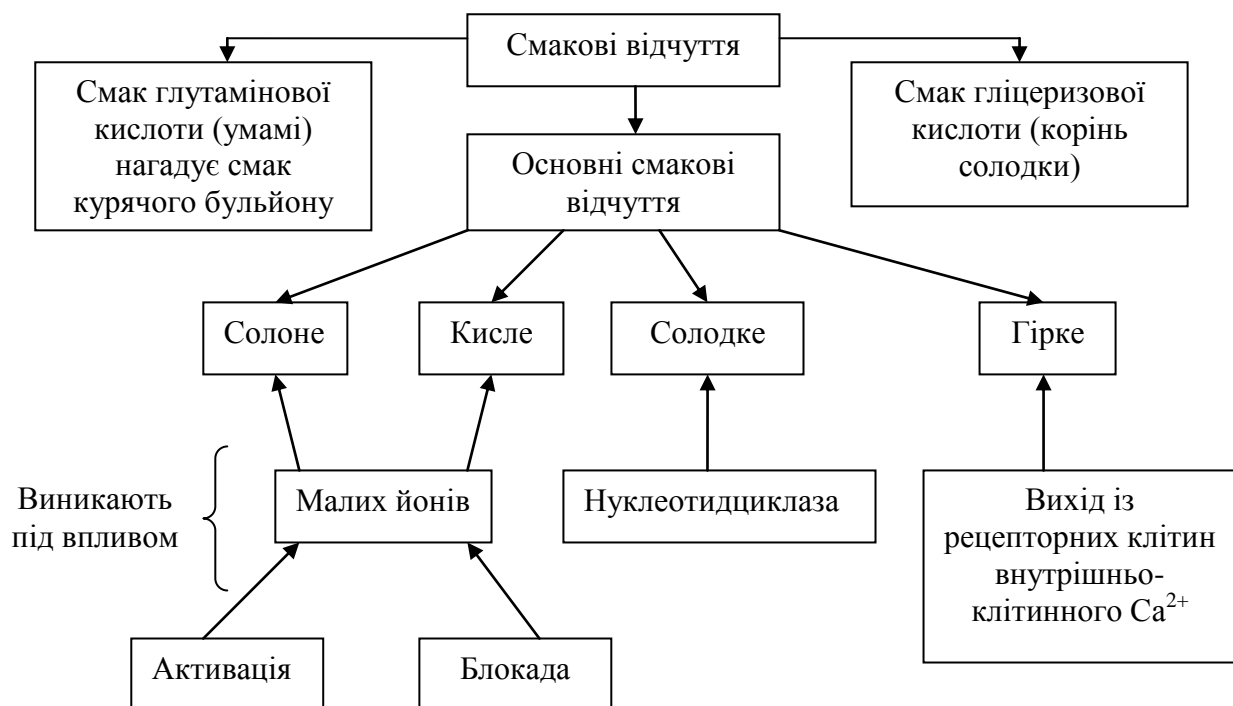 Смакові відчуття
Смак глутамінової
кислоти (умамі)
нагадує смак
курячого бульйону
Смак гліцеризової
кислоти (корінь
солодки)
Основні смакові
відчуття
Солоне
Кисле
Солодке
Гірке
Виникають
під впливом
Малих йонів
Нуклеотидциклаза
Вихід із
рецепторних клітин
внутрішньо-
клітинного Ca²⁺
Активація
Блокада